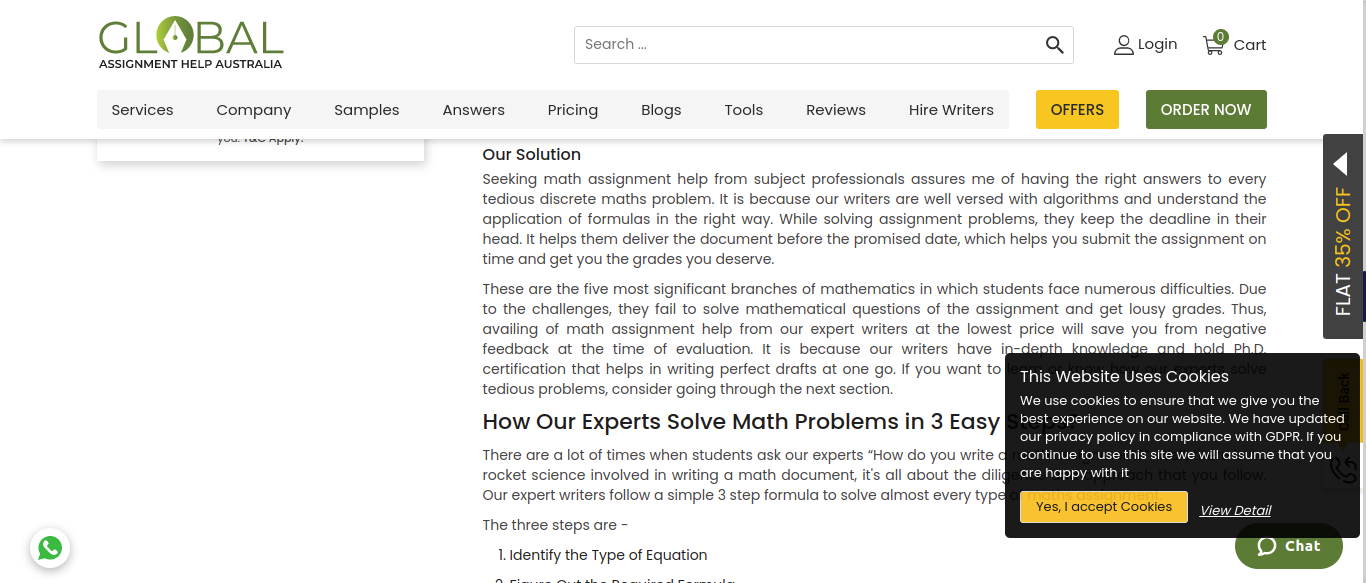 GLOBAL
ASSIGNMENT HELP AUSTRALIA
Search ...
Login
0
Cart
Services
Company
Samples
Answers
Pricing
Blogs
Tools
Reviews
Hire Writers
OFFERS
ORDER NOW
you. T&C Apply.
FLAT 35% OFF
Our Solution
Seeking math assignment help from subject professionals assures me of having the right answers to every
tedious discrete maths problem. It is because our writers are well versed with algorithms and understand the
application of formulas in the right way. While solving assignment problems, they keep the deadline in their
head. It helps them deliver the document before the promised date, which helps you submit the assignment on
time and get you the grades you deserve.
These are the five most significant branches of mathematics in which students face numerous difficulties. Due
to the challenges, they fail to solve mathematical questions of the assignment and get lousy grades. Thus,
availing of math assignment help from our expert writers at the lowest price will save you from negative
feedback at the time of evaluation. It is because our writers have in-depth knowledge and hold Ph.D.
certification that helps in writing perfect drafts at one go. If you want to learn or know how our experts solve
tedious problems, consider going through the next section.
How Our Experts Solve Math Problems in 3 Easy Steps?
There are a lot of times when students ask our experts “How do you write a
rocket science involved in writing a math document, it's all about the diligence approach that you follow.
Our expert writers follow a simple 3 step formula to solve almost every type of maths assignment.
The three steps are -
1. Identify the Type of Equation
2. Figure Out the Required Formula
This Website Uses Cookies
We use cookies to ensure that we give you the
best experience on our website. We have updated
our privacy policy in compliance with GDPR. If you
continue to use this site we will assume that you
are happy with it
Yes, I accept Cookies
View Detail
Call Back
Chat